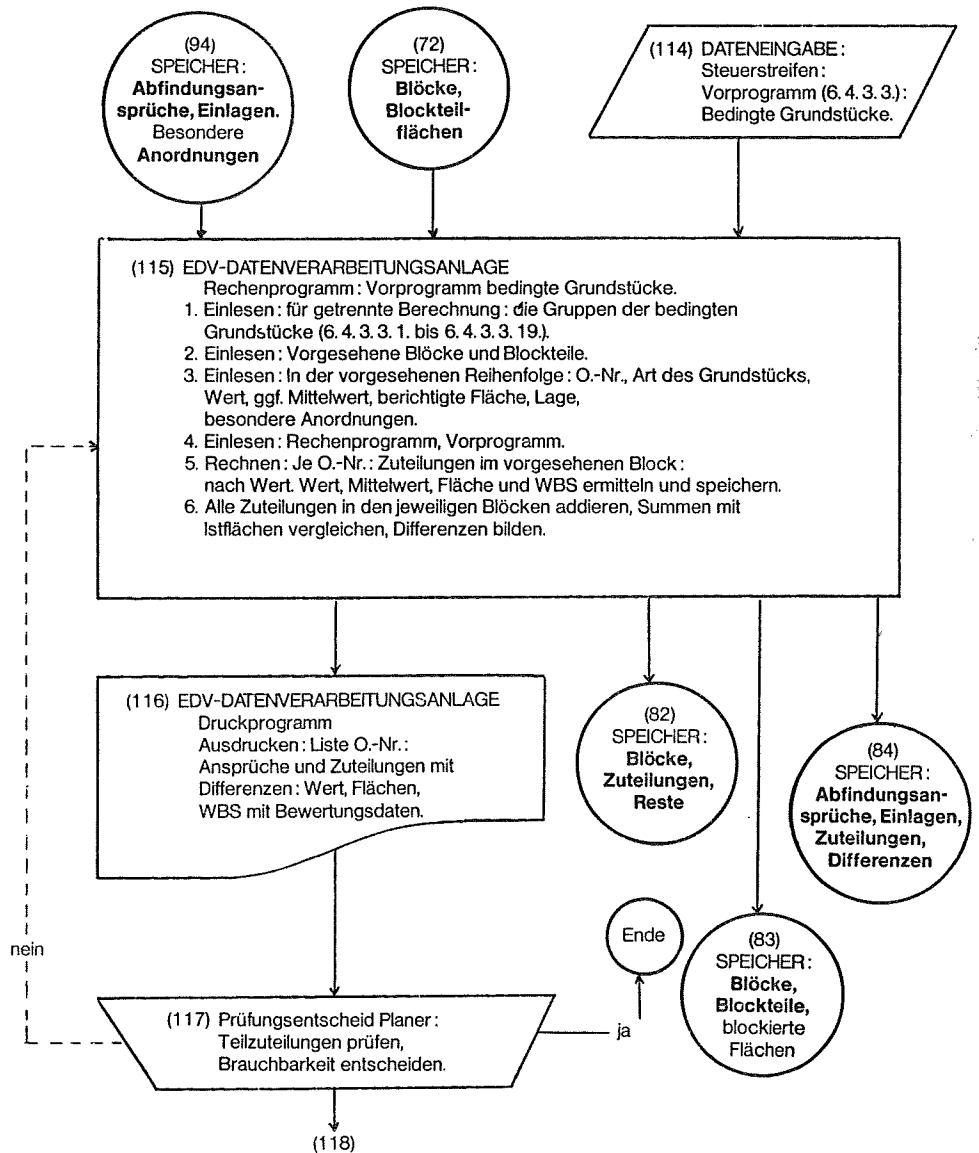 (94)
SPEICHER:
Abfindungsan-
sprüche, Einlagen.
Besondere
Anordnungen
(72)
SPEICHER:
Blöcke,
Blockteil-
flächen
(114) DATENEINGABE:
Steuerstreifen:
Vorprogramm (6. 4. 3. 3.):
Bedingte Grundstücke.
(115) EDV-DATENVERARBEITUNGSANLAGE
Rechenprogramm: Vorprogramm bedingte Grundstücke.
1. Einlesen: für getrennte Berechnung: die Gruppen der bedingten
Grundstücke (6. 4. 3. 3. 1. bis 6. 4. 3. 3. 19.).
2. Einlesen: Vorgesehene Blöcke und Blockteile.
3. Einlesen: In der vorgesehenen Reihenfolge: O.-Nr., Art des Grundstücks,
Wert, ggf. Mittelwert, berichtigte Fläche, Lage,
besondere Anordnungen.
4. Einlesen: Rechenprogramm, Vorprogramm.
5. Rechnen: Je O.-Nr.: Zuteilungen im vorgesehenen Block:
nach Wert. Wert, Mittelwert, Fläche und WBS ermitteln und speichern.
6. Alle Zuteilungen in den jeweiligen Blöcken addieren, Summen mit
Istflächen vergleichen, Differenzen bilden.
(116) EDV-DATENVERARBEITUNGSANLAGE
Druckprogramm
Ausdrucken: Liste O.-Nr.:
Ansprüche und Zuteilungen mit
Differenzen: Wert, Flächen,
WBS mit Bewertungsdaten.
(82)
SPEICHER:
Blöcke,
Zuteilungen,
Reste
(84)
SPEICHER:
Abfindungsan-
sprüche, Einlagen,
Zuteilungen,
Differenzen
nein
Ende
(83)
SPEICHER:
Blöcke,
Blockteile,
blockierte
Flächen
(117) Prüfungsentscheid Planer:
Teilzuteilungen prüfen,
Brauchbarkeit entscheiden.
ja
(118)